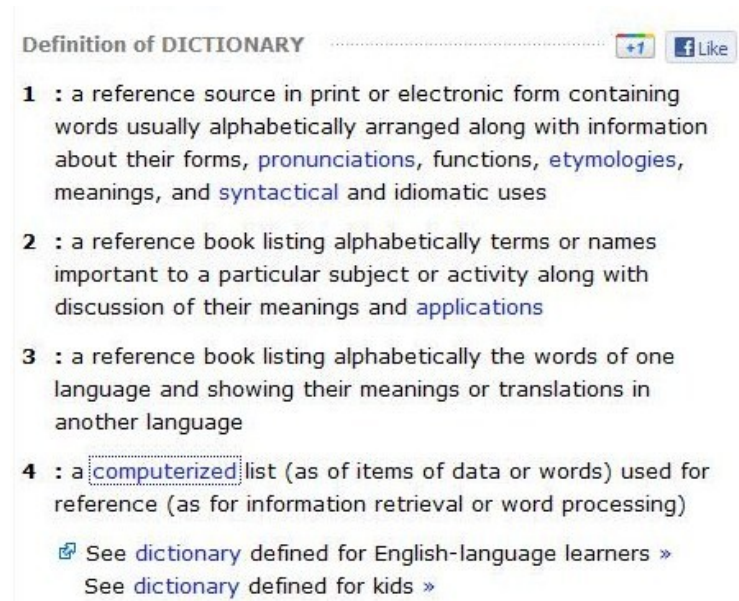 Definition of DICTIONARY +1 Like
1 : a reference source in print or electronic form containing
words usually alphabetically arranged along with information
about their forms, pronunciations, functions, etymologies,
meanings, and syntactical and idiomatic uses
2 : a reference book listing alphabetically terms or names
important to a particular subject or activity along with
discussion of their meanings and applications
3 : a reference book listing alphabetically the words of one
language and showing their meanings or translations in
another language
4 : a computerized list (as of items of data or words) used for
reference (as for information retrieval or word processing)
See dictionary defined for English-language learners »
See dictionary defined for kids »